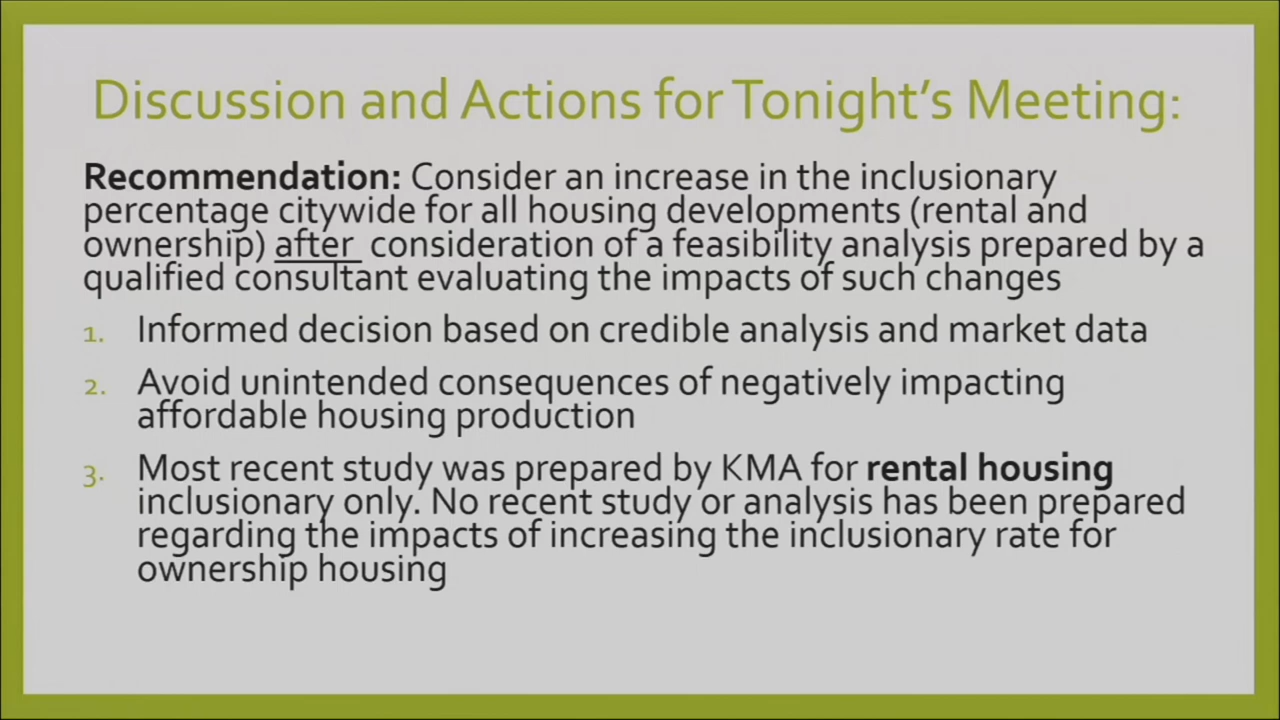 Discussion and Actions for Tonight's Meeting:
Recommendation: Consider an increase in the inclusionary
percentage citywide for all housing developments (rental and
ownership) after consideration of a feasibility analysis prepared by a
qualified consultant evaluating the impacts of such changes
1. Informed decision based on credible analysis and market data
2. Avoid unintended consequences of negatively impacting
affordable housing production
3. Most recent study was prepared by KMA for rental housing
inclusionary only. No recent study or analysis has been prepared
regarding the impacts of increasing the inclusionary rate for
ownership housing